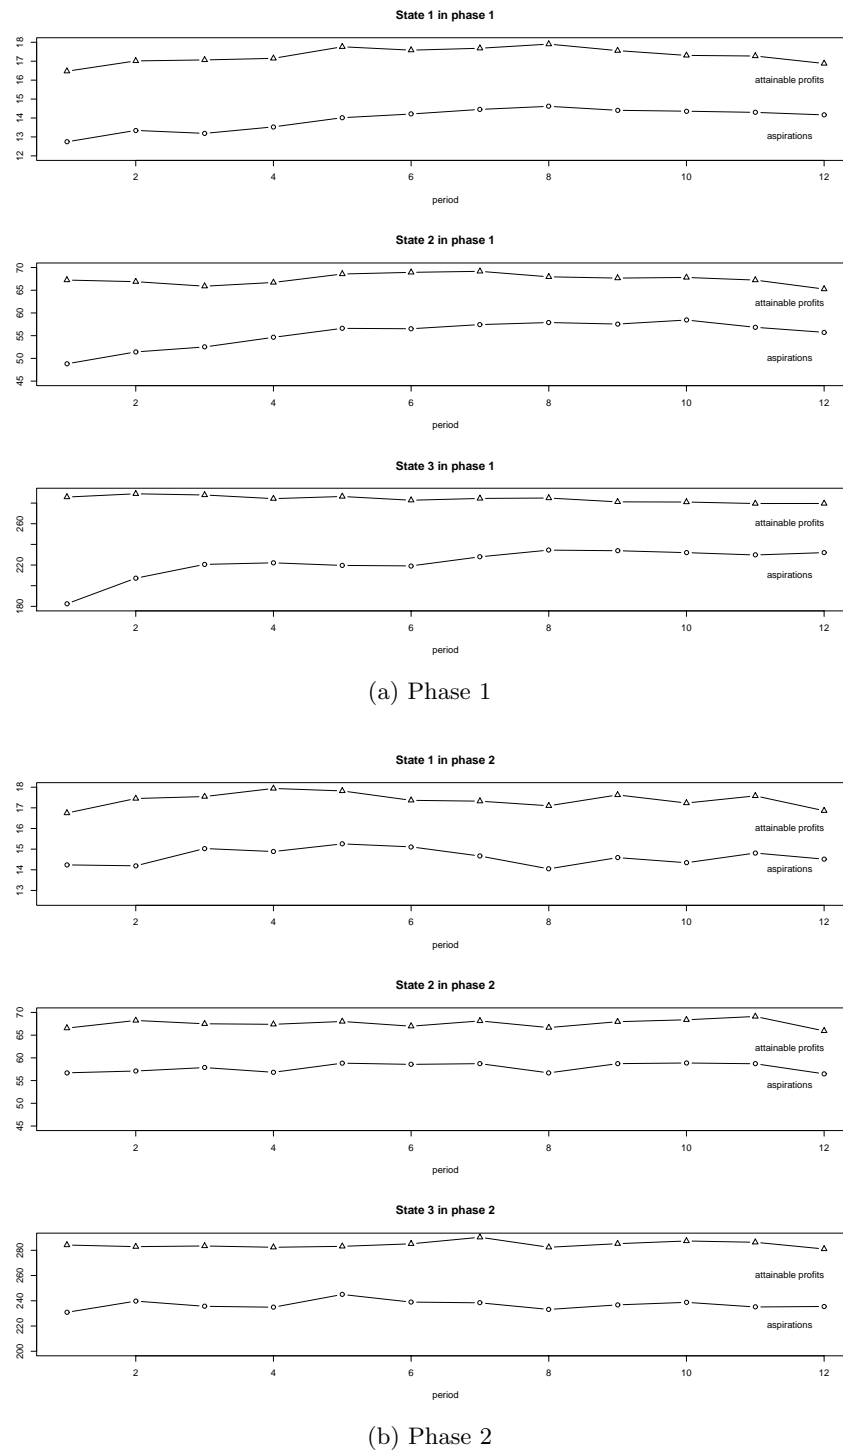 State 1 in phase 1
18
17
16
15
14
13
12
attainable profits
aspirations
2 4 6 8 10 12
period
State 2 in phase 1
70
65
60
55
50
45
attainable profits
aspirations
2 4 6 8 10 12
period
State 3 in phase 1
260
220
180
attainable profits
aspirations
2 4 6 8 10 12
period
(a) Phase 1
State 1 in phase 2
18
17
16
15
14
13
attainable profits
aspirations
2 4 6 8 10 12
period
State 2 in phase 2
70
65
60
55
50
45
attainable profits
aspirations
2 4 6 8 10 12
period
State 3 in phase 2
280
260
240
220
200
attainable profits
aspirations
2 4 6 8 10 12
period
(b) Phase 2